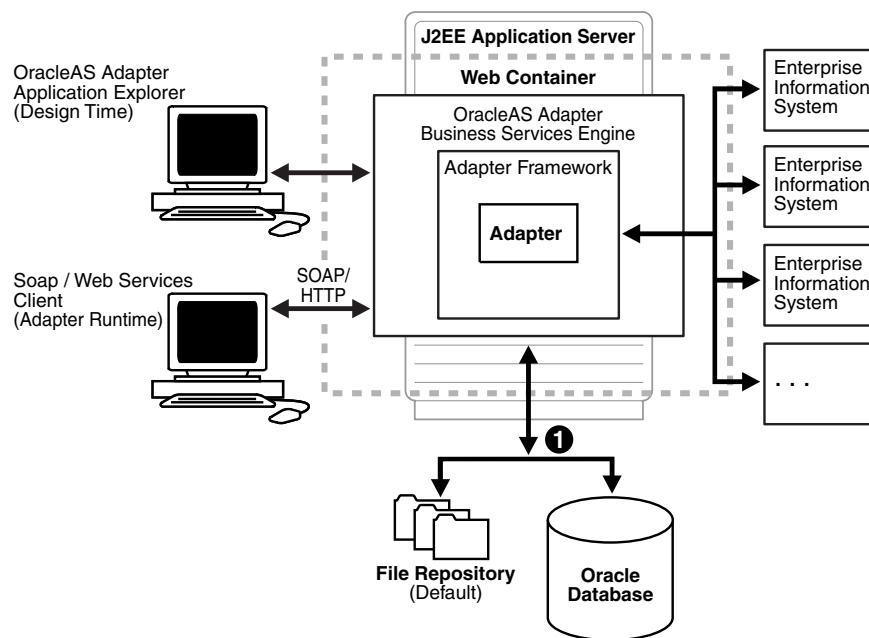 J2EE Application Server
Web Container
OracleAS Adapter
Application Explorer
(Design Time)
OracleAS Adapter
Business Services Engine
Adapter Framework
Adapter
Soap / Web Services
Client
(Adapter Runtime)
SOAP/
HTTP
Enterprise
Information
System
Enterprise
Information
System
Enterprise
Information
System
. . .
1
File Repository
(Default)
Oracle
Database